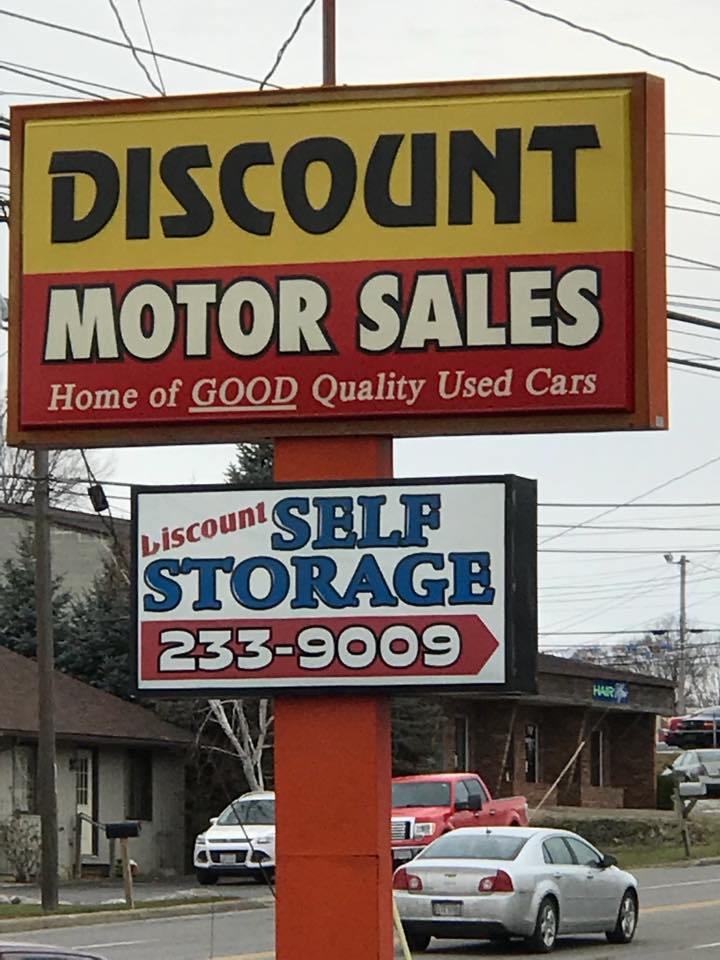 DISCOUNT
MOTOR SALES
Home of GOOD Quality Used Cars
Discount SELF
STORAGE
233-9009
HAIR